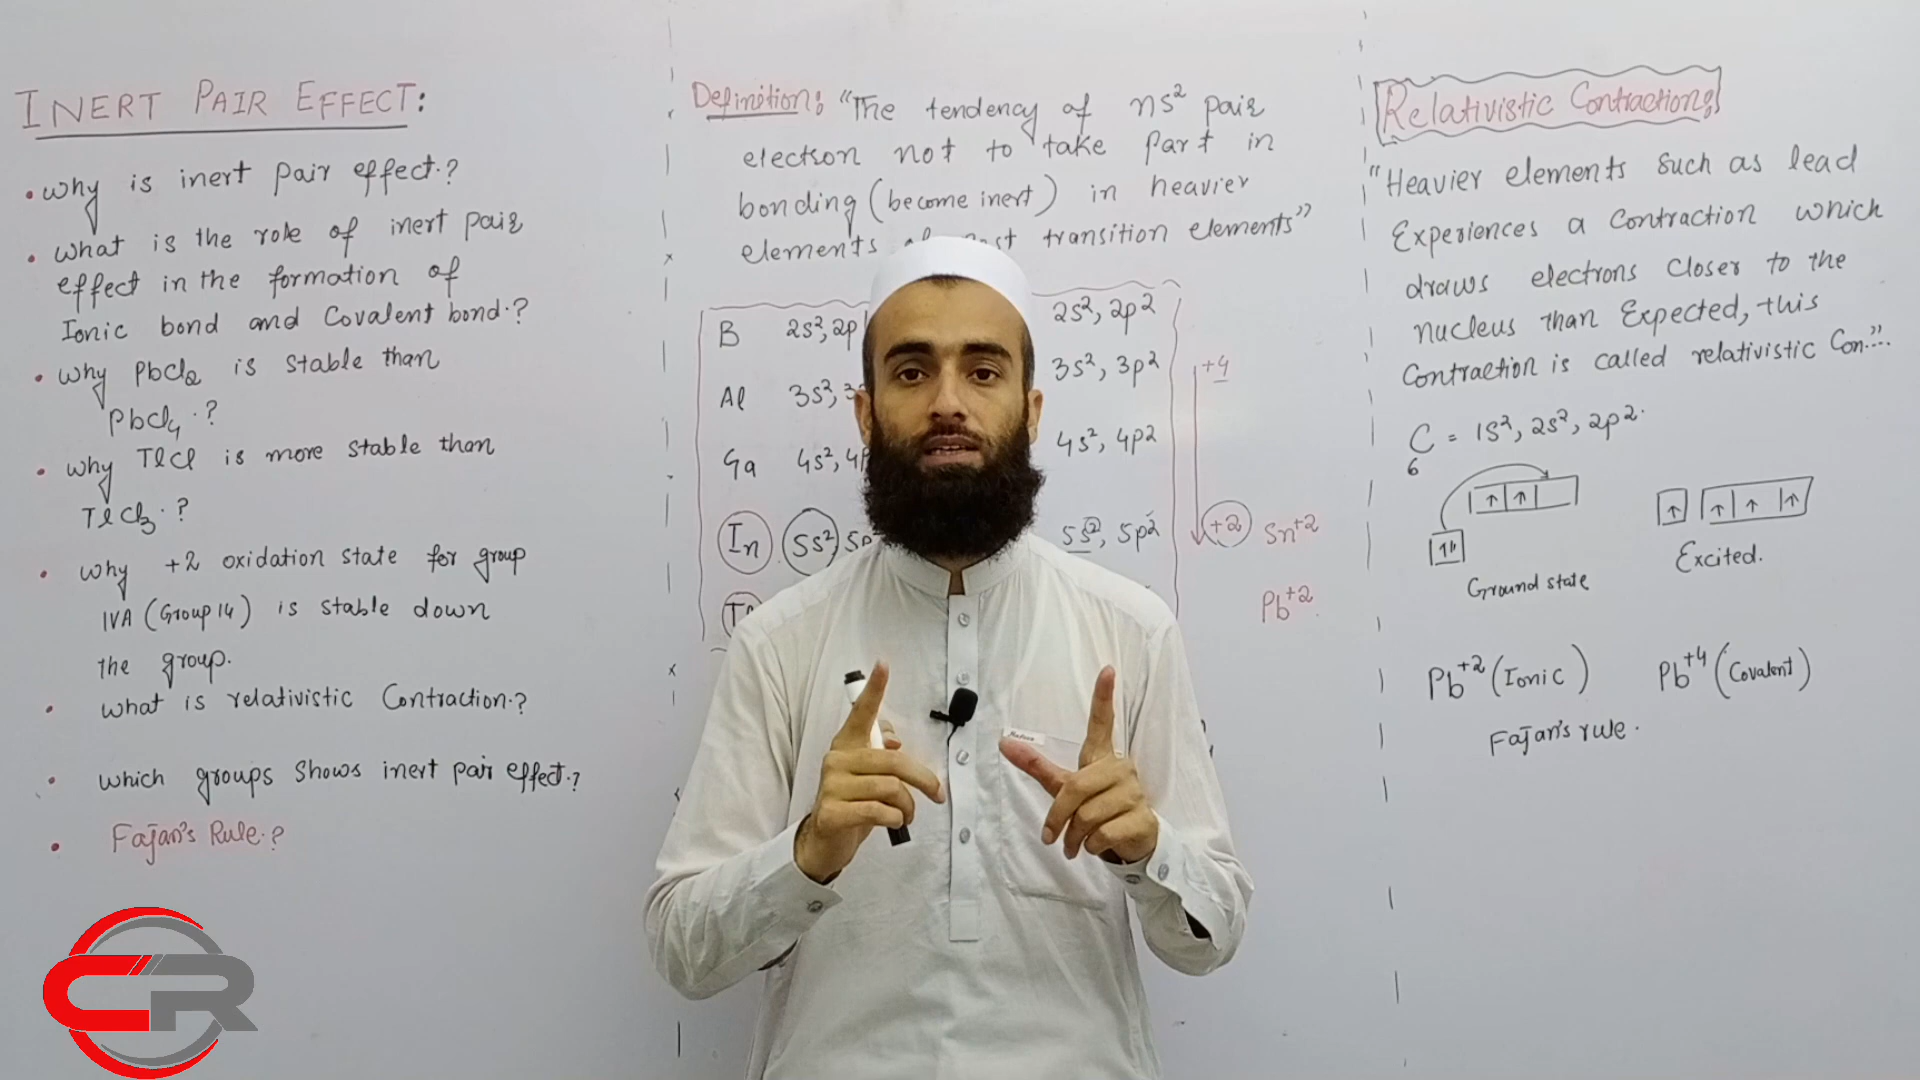 INERT PAIR EFFECT:
• Why is inert pair effect.?
• What is the role of inert pair
effect in the formation of
Ionic bond and Covalent bond.?
• Why PbCl2 is stable than
PbCl4.?
• Why TlCl is more stable than
TlCl3.?
• Why +2 oxidation state for group
IVA (Group 14) is stable down
the group.
• What is relativistic Contraction.?
• Which groups shows inert pair effect.?
• Fajan's Rule.?
CR
Definition: "The tendency of ns² pair
electron not to take part in
bonding (become inert) in heavier
elements transition elements"
B 2s², 2p 2s², 2p²
Al 3s², 3 3s², 3p² +4
Ga 4s², 4p 4s², 4p²
In 5s² 5p 5s², 5p² +2 Sn+2
Pb+2
Relativistic Contraction:
"Heavier elements such as lead
Experiences a contraction which
draws electrons closer to the
nucleus than Expected, this
Contraction is called relativistic Con..."
6C = 1s², 2s², 2p².
Ground state
Excited.
Pb+2 (Ionic) Pb+4 (Covalent)
Fajan's rule.